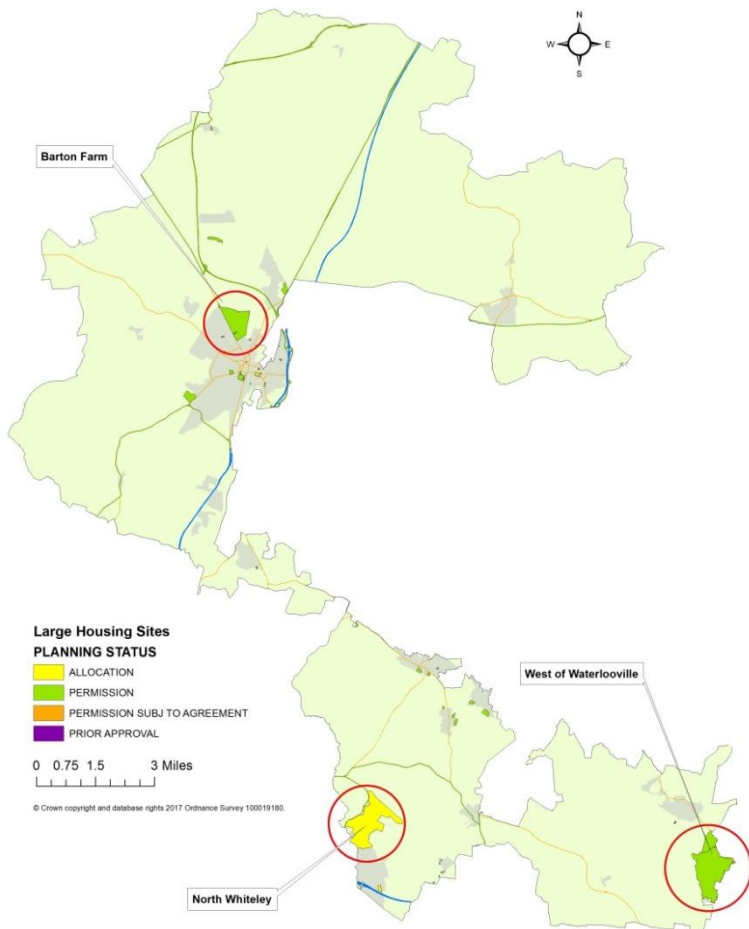 N
W E
S
Barton Farm
Large Housing Sites
PLANNING STATUS
ALLOCATION
PERMISSION
PERMISSION SUBJ TO AGREEMENT
PRIOR APPROVAL
0 0.75 1.5 3 Miles
© Crown copyright and database rights 2017 Ordnance Survey 100019180.
West of Waterlooville
North Whiteley